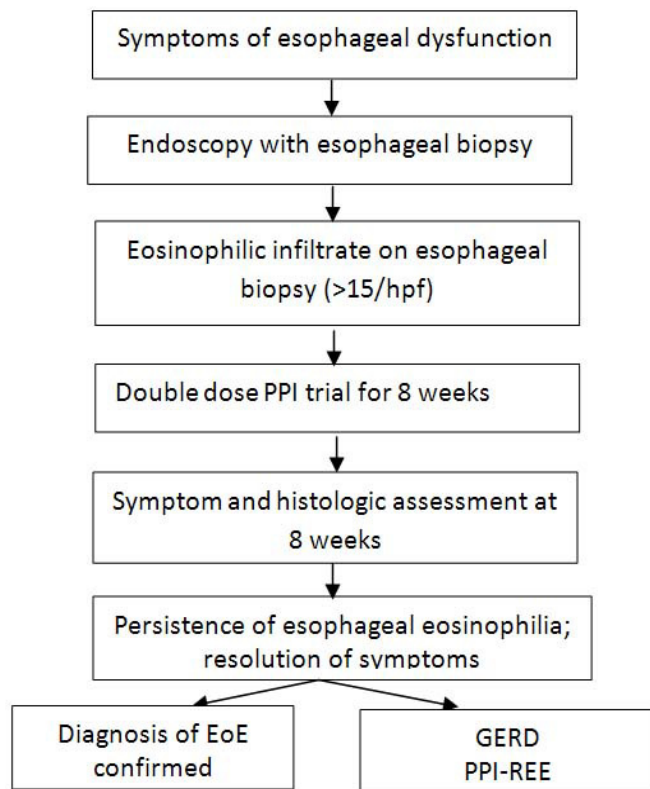 Symptoms of esophageal dysfunction
Endoscopy with esophageal biopsy
Eosinophilic infiltrate on esophageal
biopsy (>15/hpf)
Double dose PPI trial for 8 weeks
Symptom and histologic assessment at
8 weeks
Persistence of esophageal eosinophilia;
resolution of symptoms
Diagnosis of EoE
confirmed
GERD
PPI-REE